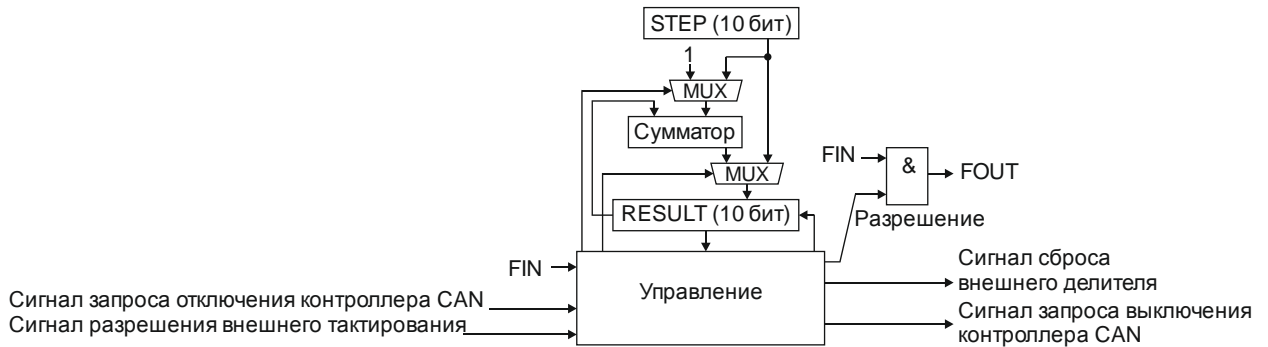 STEP (10 бит)
1
MUX
Сумматор
MUX
FIN
&
FOUT
RESULT (10 бит)
Разрешение
FIN
Управление
Сигнал сброса
внешнего делителя
Сигнал запроса отключения контроллера CAN
Сигнал разрешения внешнего тактирования
Сигнал запроса выключения
контроллера CAN